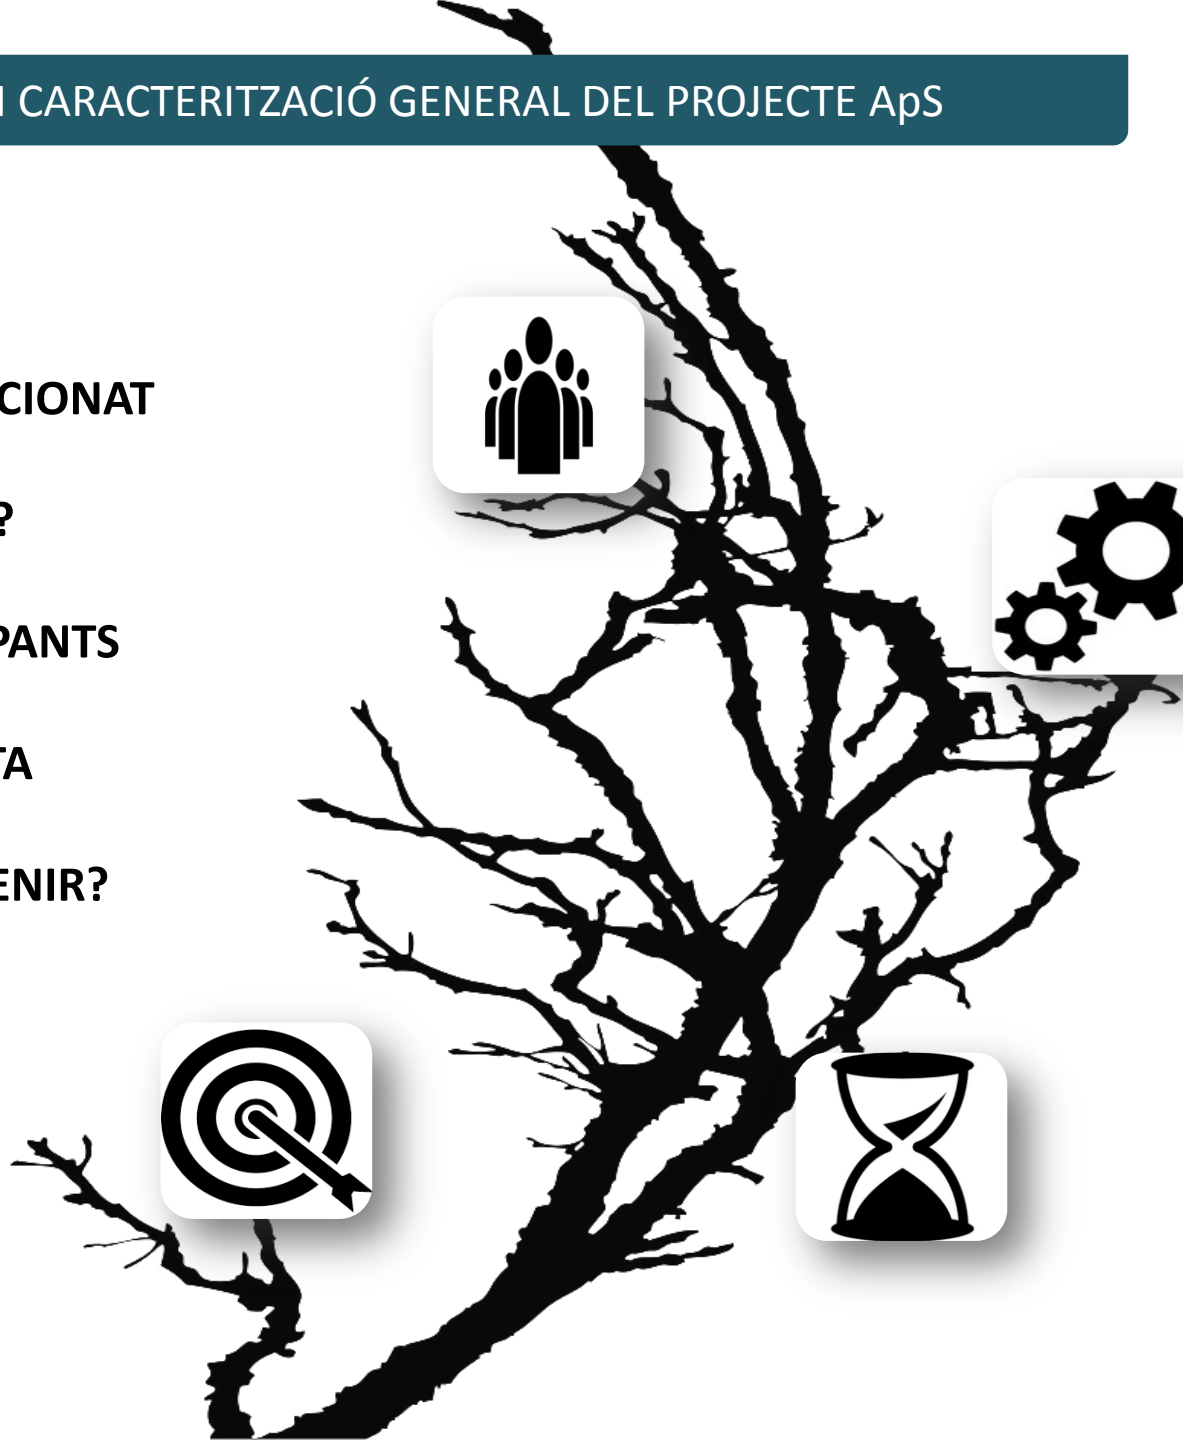 I CARACTERITZACIÓ GENERAL DEL PROJECTE ApS
CIONAT
?
PANTS
TA
ENIR?